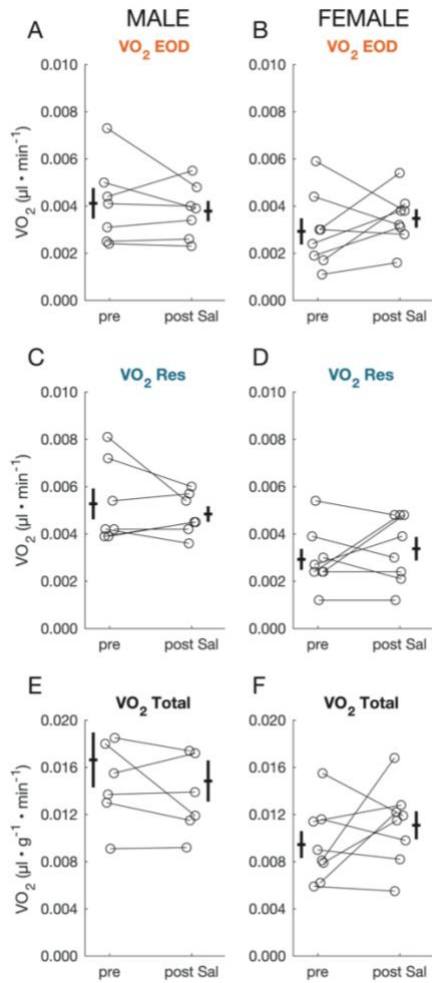 MALE FEMALE
A B
VO2 EOD VO2 EOD
0.010 0.010
0.008 0.008
0.006 0.006
0.004 0.004
0.002 0.002
0.000 0.000
VO2 (µl • min−1)
pre post Sal pre post Sal
C D
VO2 Res VO2 Res
0.010 0.010
0.008 0.008
0.006 0.006
0.004 0.004
0.002 0.002
0.000 0.000
VO2 (µl • min−1)
pre post Sal pre post Sal
E F
VO2 Total VO2 Total
0.020 0.020
0.016 0.016
0.012 0.012
0.008 0.008
0.004 0.004
0.000 0.000
VO2 (µl • g−1 • min−1)
pre post Sal pre post Sal